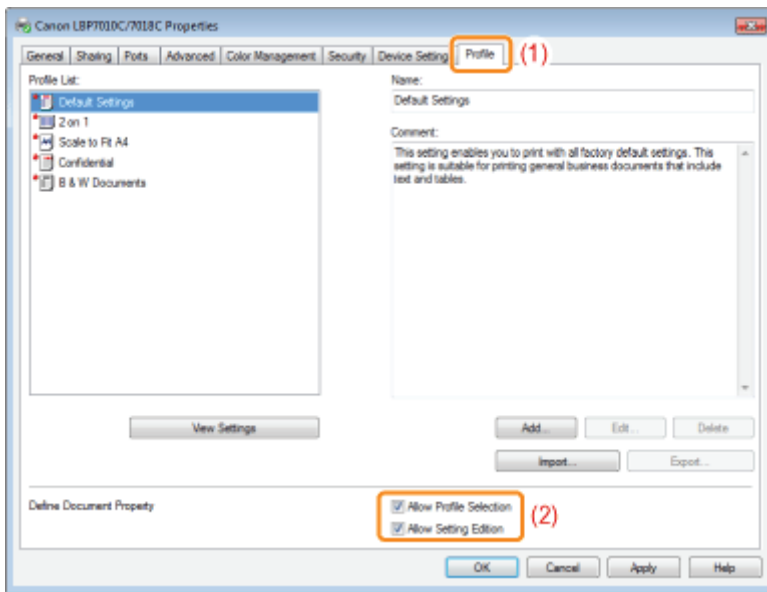 Canon LBP7010C/7018C Properties
General Sharing Ports Advanced Color Management Security Device Settings Profile (1)
Profile List:
Default Settings
2 on 1
Scale to Fit A4
Confidential
B & W Documents
View Settings
Name:
Default Settings
Comment:
This setting enables you to print with all factory default settings. This
setting is suitable for printing general business documents that include
text and tables.
Add... Edit... Delete
Import... Export...
Define Document Property
Allow Profile Selection
Allow Setting Edition
(2)
OK Cancel Apply Help